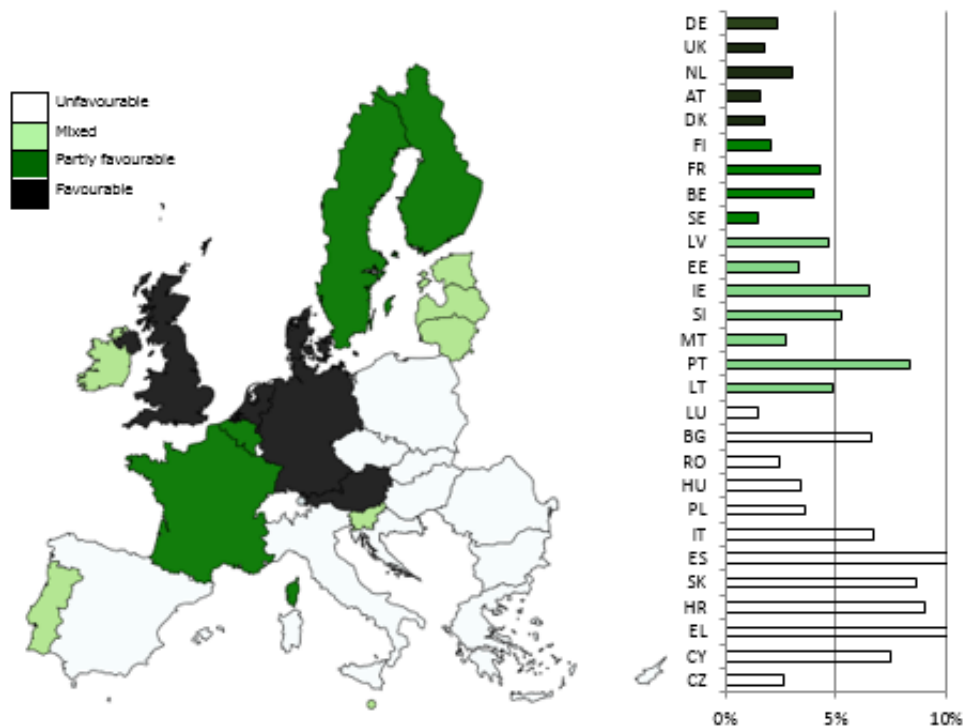 Unfavourable
Mixed
Partly favourable
Favourable
DE
UK
NL
AT
DK
FI
FR
BE
SE
LV
EE
IE
SI
MT
PT
LT
LU
BG
RO
HU
PL
IT
ES
SK
HR
EL
CY
CZ
0% 5% 10%